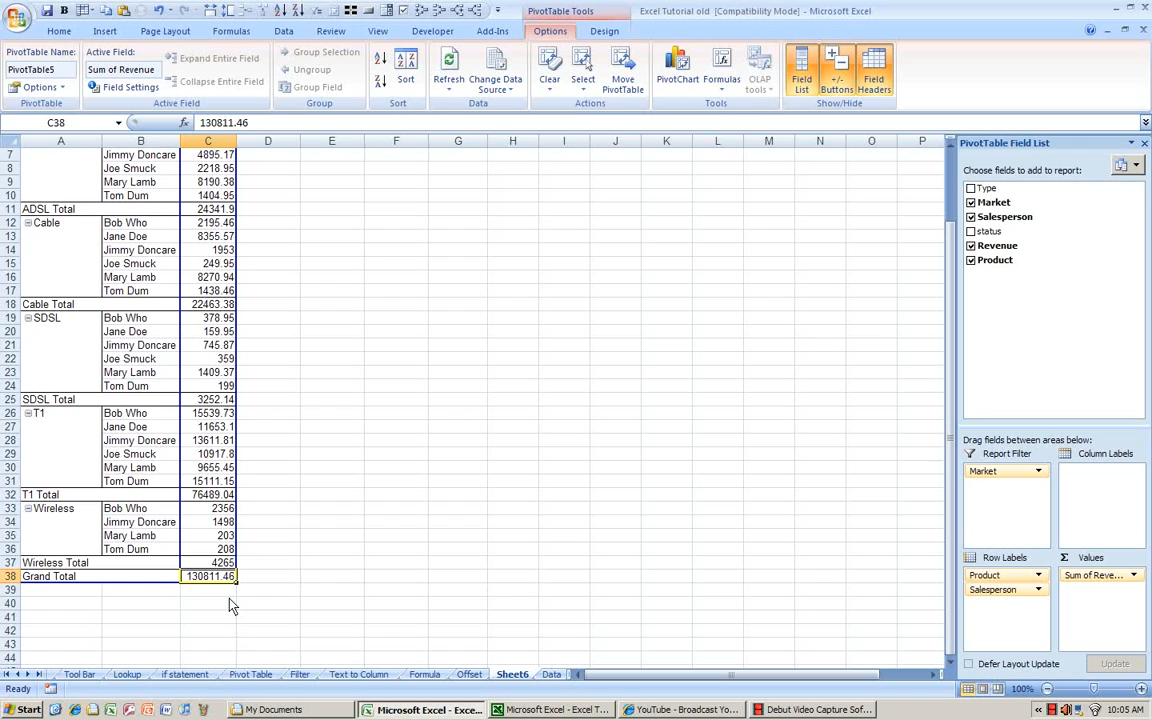 PivotTable Tools
Excel Tutorial old [Compatibility Mode] - Microsoft Excel
Home Insert Page Layout Formulas Data Review View Developer Add-Ins Options Design
PivotTable Name:
PivotTable5
Options
PivotTable
Active Field:
Sum of Revenue
Field Settings
Expand Entire Field
Collapse Entire Field
Active Field
Group Selection
Ungroup
Group Field
Group
Sort
Sort
Refresh
Change Data
Source
Data
Clear
Select
Move
PivotTable
Actions
PivotChart
Formulas
OLAP
tools
Tools
Field
List
+/-
Buttons
Field
Headers
Show/Hide
C38 fx 130811.46
A B C D E F G H I J K L M N O P
7 Jimmy Doncare 4895.17
8 Joe Smuck 2218.95
9 Mary Lamb 8190.38
10 Tom Dum 1404.95
11 ADSL Total 24341.9
12 Cable Bob Who 2195.46
13 Jane Doe 8355.57
14 Jimmy Doncare 1953
15 Joe Smuck 249.95
16 Mary Lamb 8270.94
17 Tom Dum 1438.46
18 Cable Total 22463.38
19 SDSL Bob Who 378.95
20 Jane Doe 159.95
21 Jimmy Doncare 745.87
22 Joe Smuck 359
23 Mary Lamb 1409.37
24 Tom Dum 199
25 SDSL Total 3252.14
26 T1 Bob Who 15539.73
27 Jane Doe 11653.1
28 Jimmy Doncare 13611.81
29 Joe Smuck 10917.8
30 Mary Lamb 9655.45
31 Tom Dum 15111.15
32 T1 Total 76489.04
33 Wireless Bob Who 2356
34 Jimmy Doncare 1498
35 Mary Lamb 203
36 Tom Dum 208
37 Wireless Total 4265
38 Grand Total 130811.46
39
40
41
42
43
44
PivotTable Field List
Choose fields to add to report:
Type
Market
Salesperson
status
Revenue
Product
Drag fields between areas below:
Report Filter Column Labels
Market
Row Labels Σ Values
Product Sum of Reve...
Salesperson
Defer Layout Update Update
Tool Bar Lookup if statement Pivot Table Filter Text to Column Formula Offset Sheet6 Data
Ready 100%
Start My Documents Microsoft Excel - Exce... Microsoft Excel - Exce T... YouTube - Broadcast Yo... Debut Video Capture Sof... 10:05 AM